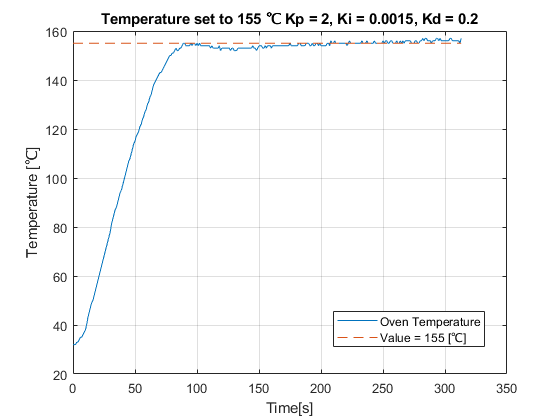 Temperature set to 155 ℃ Kp = 2, Ki = 0.0015, Kd = 0.2
160
140
120
100
80
60
40
20
Temperature [℃]
0 50 100 150 200 250 300 350
Time[s]
Oven Temperature
Value = 155 [℃]